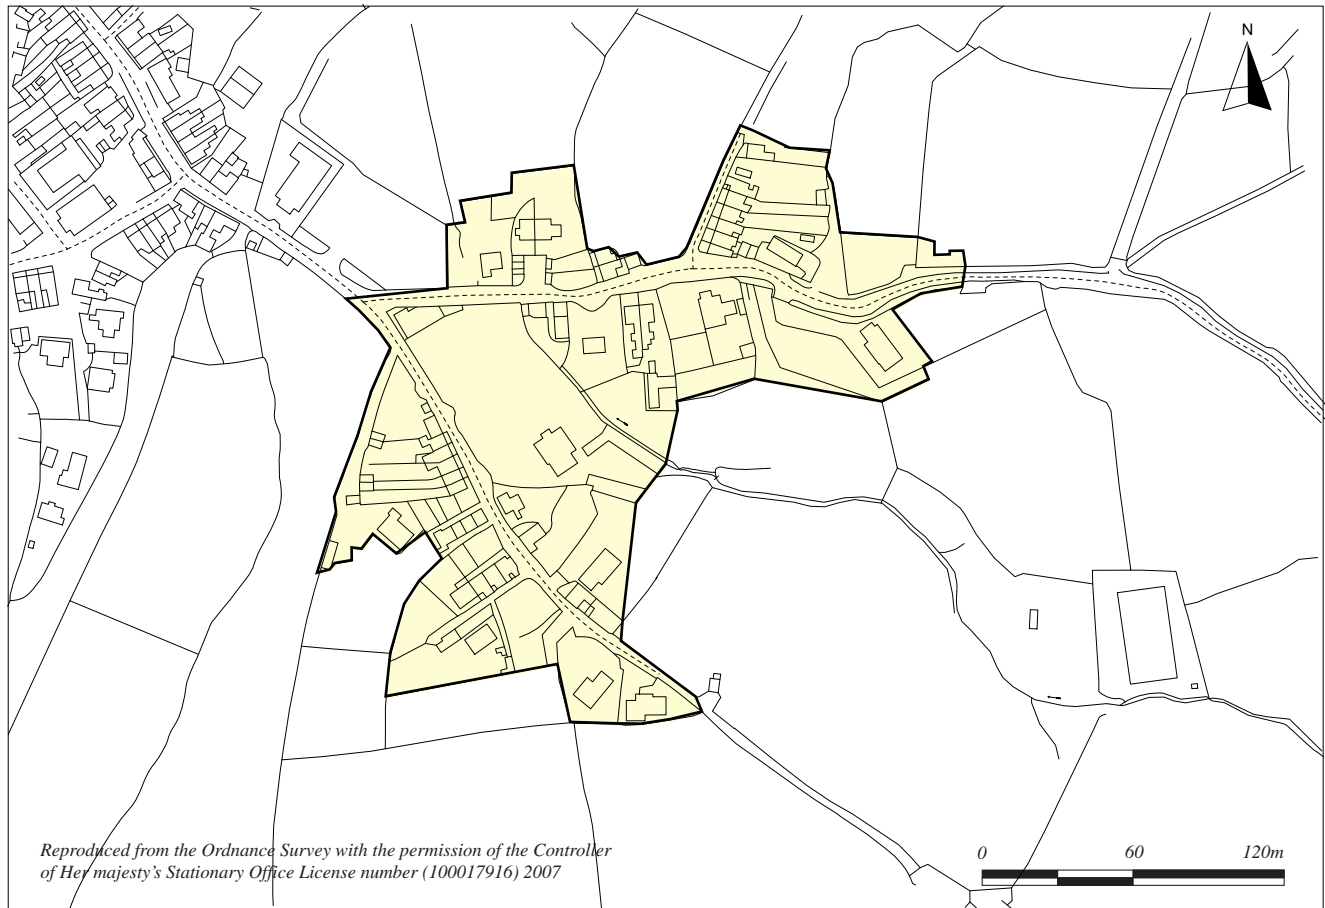 N
Reproduced from the Ordnance Survey with the permission of the Controller
of Her majesty's Stationary Office License number (100017916) 2007
0 60 120m